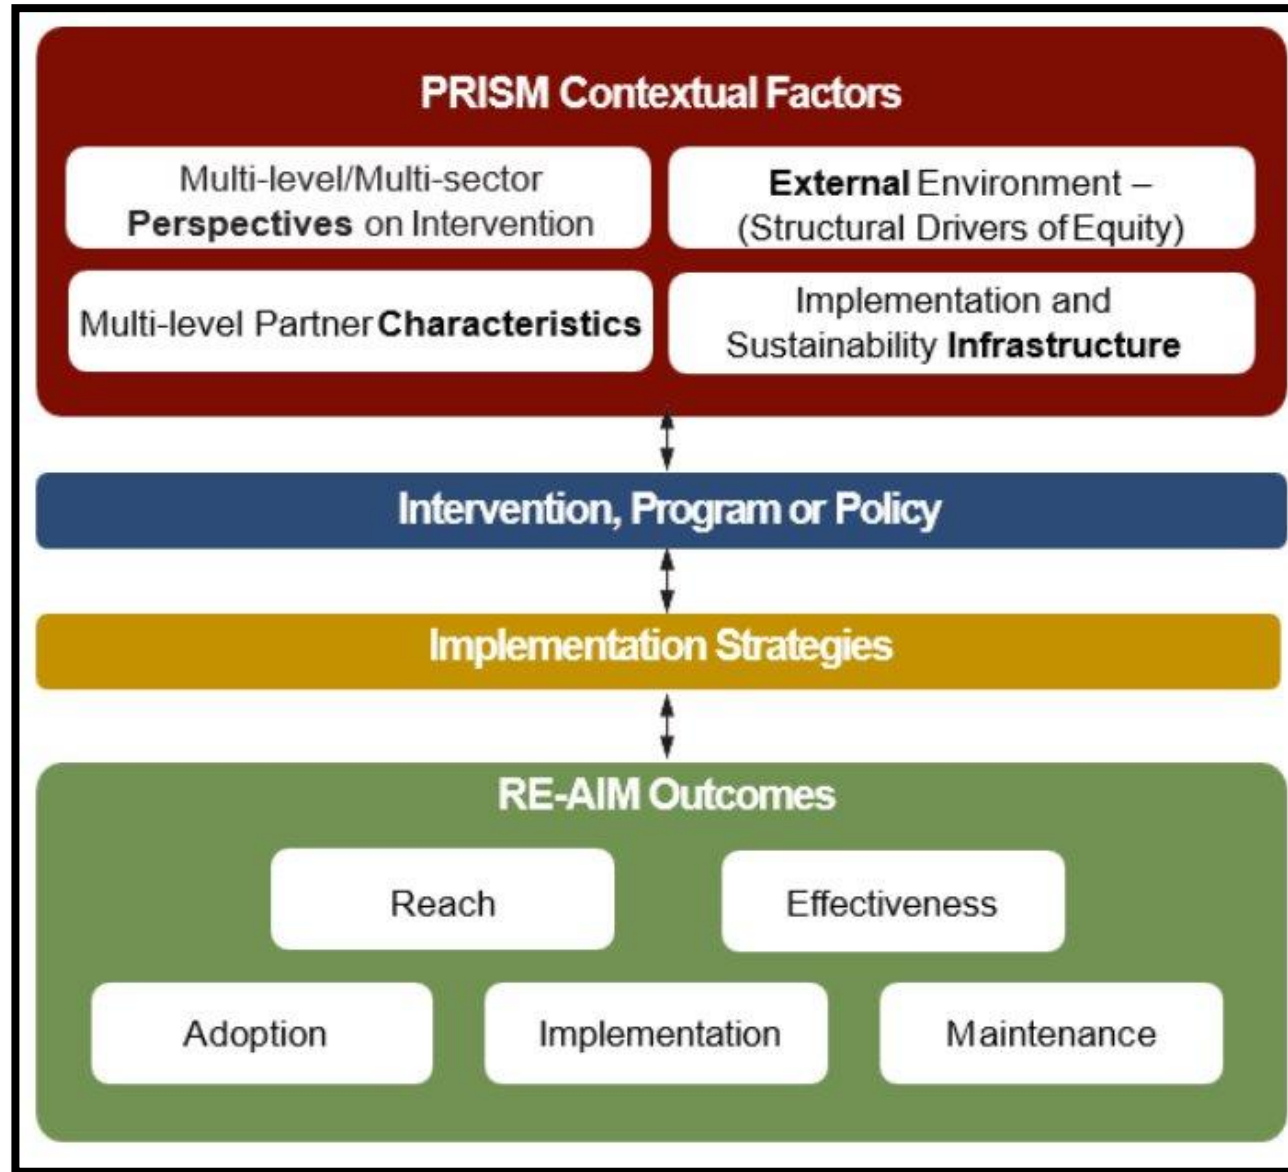 PRISM Contextual Factors
Multi-level/Multi-sector
Perspectives on Intervention
External Environment –
(Structural Drivers of Equity)
Multi-level Partner Characteristics
Implementation and
Sustainability Infrastructure
Intervention, Program or Policy
Implementation Strategies
RE-AIM Outcomes
Reach
Effectiveness
Adoption
Implementation
Maintenance